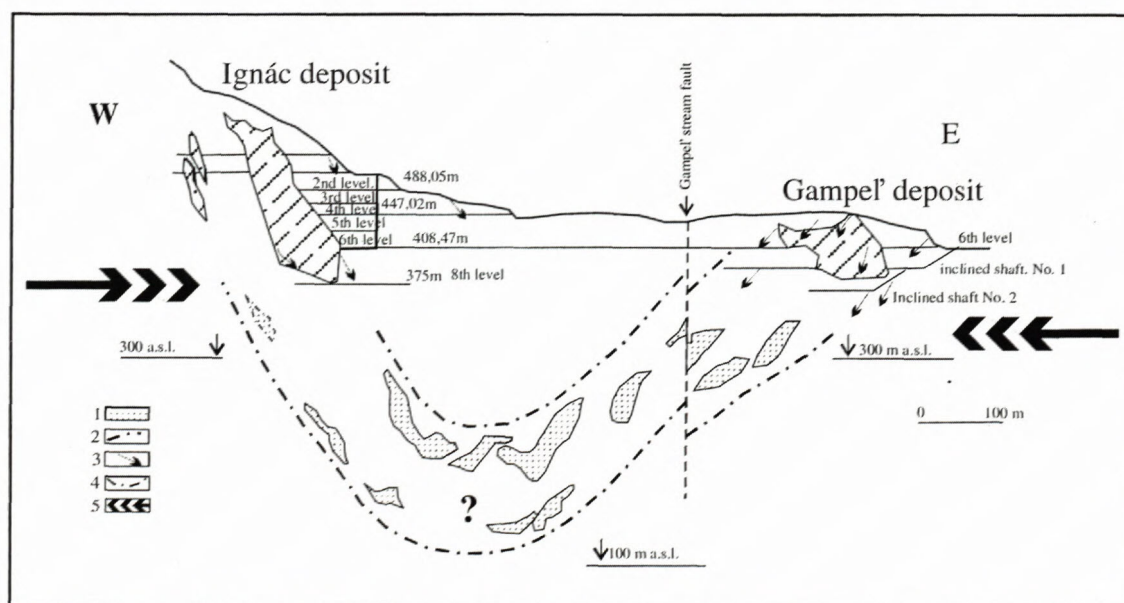 Ignác deposit
W
Gampeľ stream fault
E
Gampeľ deposit
488,05m
2nd level.
3rd level
447,02m
4th level
5th level
6th level
408,47m
6th level
375m 8th level
inclined shaft. No. 1
Inclined shaft No. 2
300 a.s.l.
300 m a.s.l.
0 100 m
1
2
3
4
5
?
100 m a.s.l.